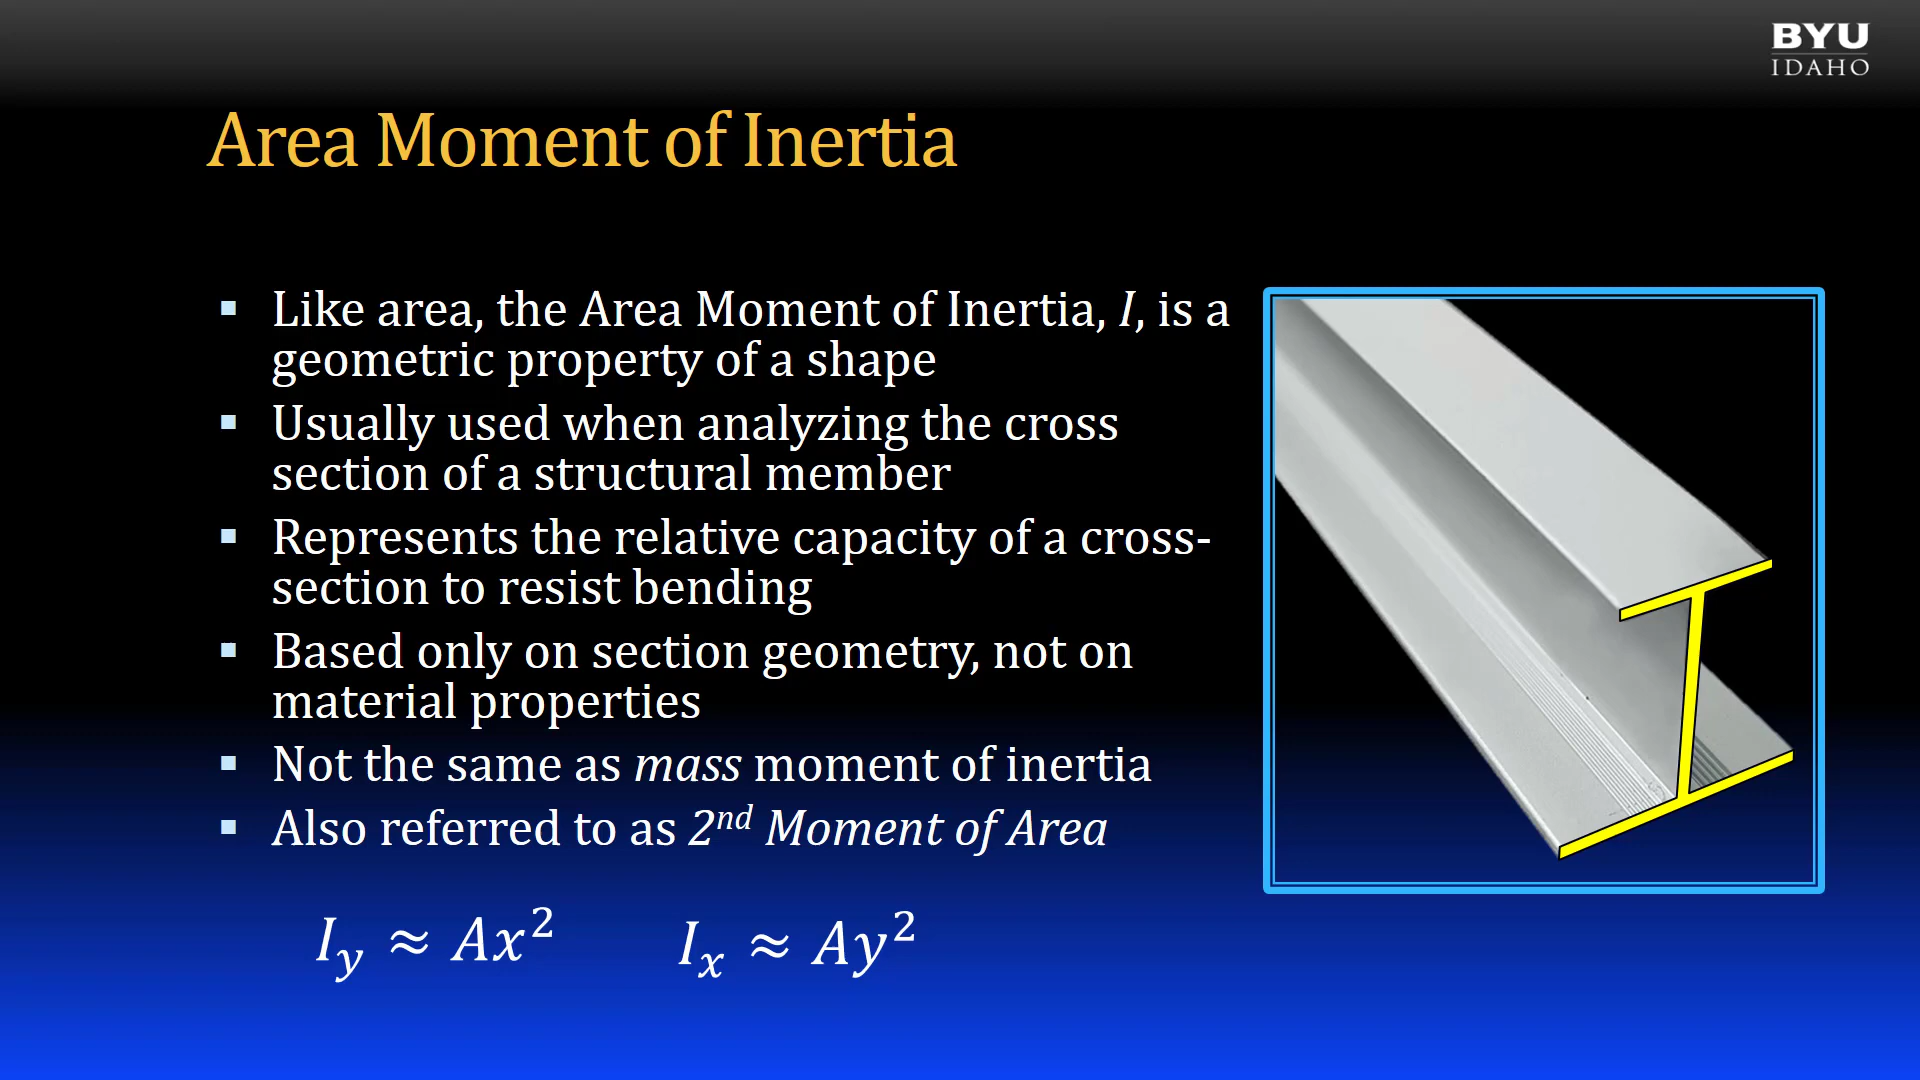 BYU
IDAHO
Area Moment of Inertia
▪ Like area, the Area Moment of Inertia, I, is a
geometric property of a shape
▪ Usually used when analyzing the cross
section of a structural member
▪ Represents the relative capacity of a cross-
section to resist bending
▪ Based only on section geometry, not on
material properties
▪ Not the same as mass moment of inertia
▪ Also referred to as 2nd Moment of Area
I_y ≈ Ax² I_x ≈ Ay²